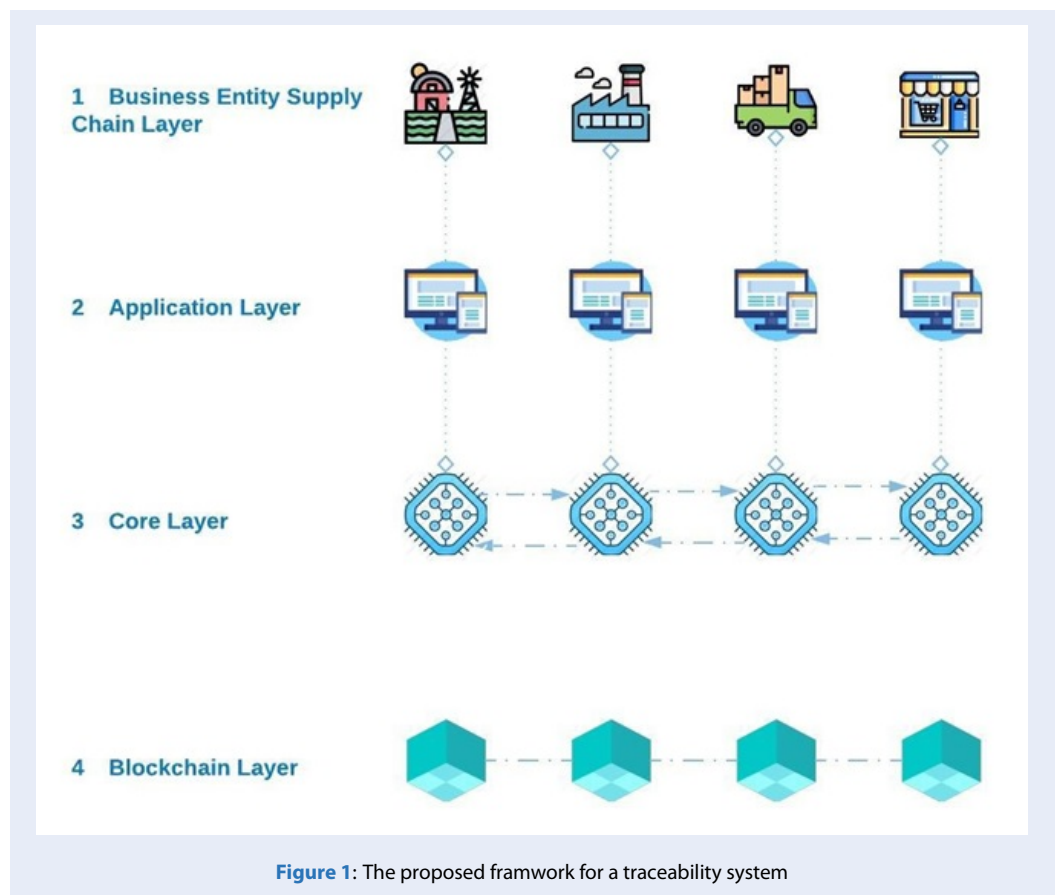 1 Business Entity Supply
Chain Layer
2 Application Layer
3 Core Layer
4 Blockchain Layer
Figure 1: The proposed framwork for a traceability system